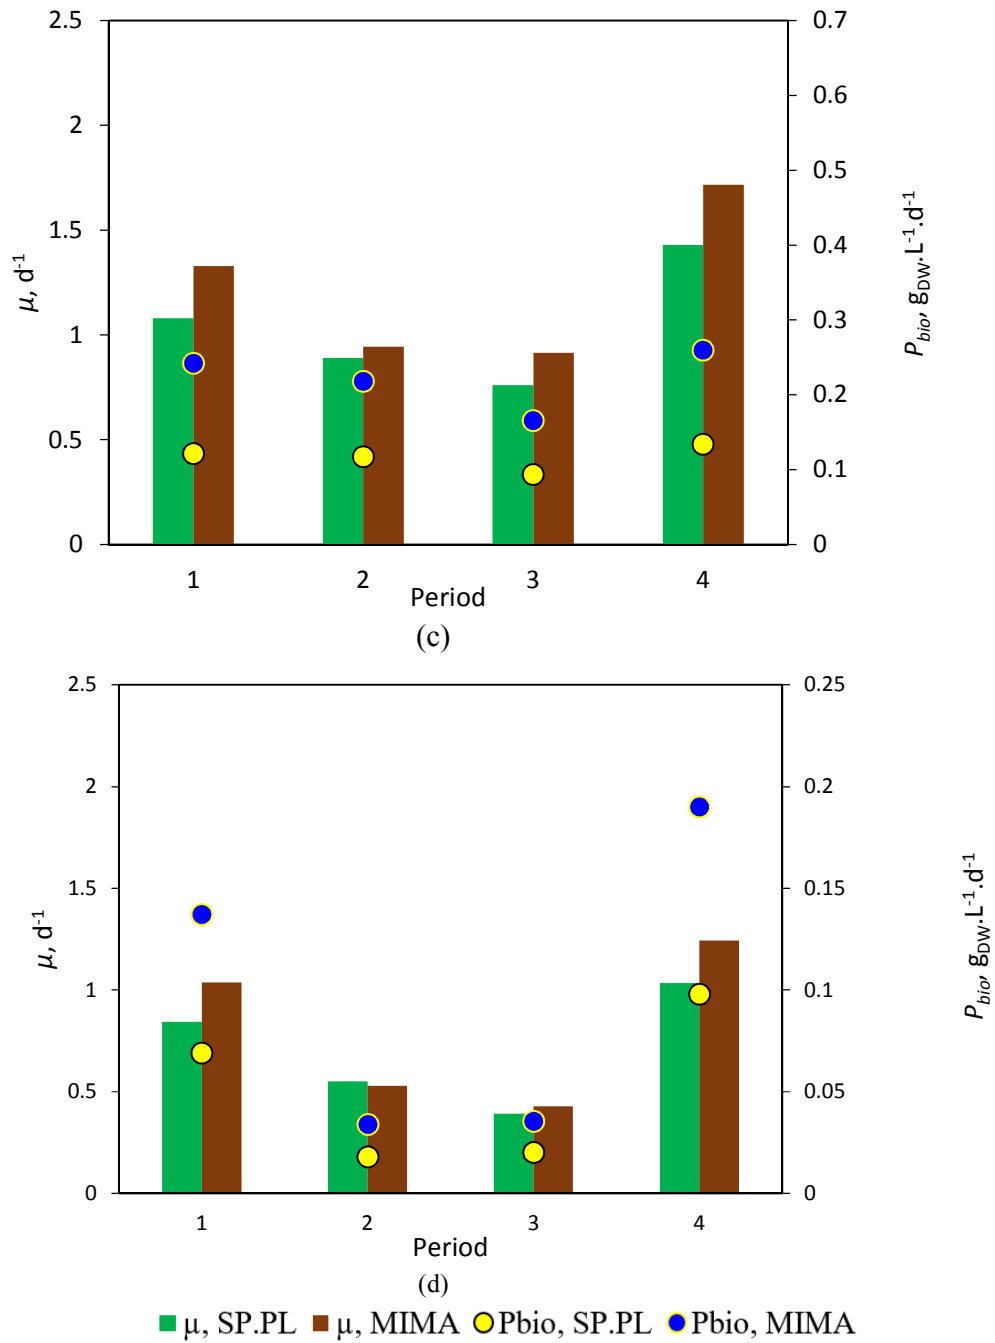 2.5
2
1.5
1
0.5
0
μ, d-1
0.7
0.6
0.5
0.4
0.3
0.2
0.1
0
Pbio, gDW.L-1.d-1
1 2 3 4
Period
(c)
2.5
2
1.5
1
0.5
0
μ, d-1
0.25
0.2
0.15
0.1
0.05
0
Pbio, gDW.L-1.d-1
1 2 3 4
Period
(d)
μ, SP.PL μ, MIMA Pbio, SP.PL Pbio, MIMA